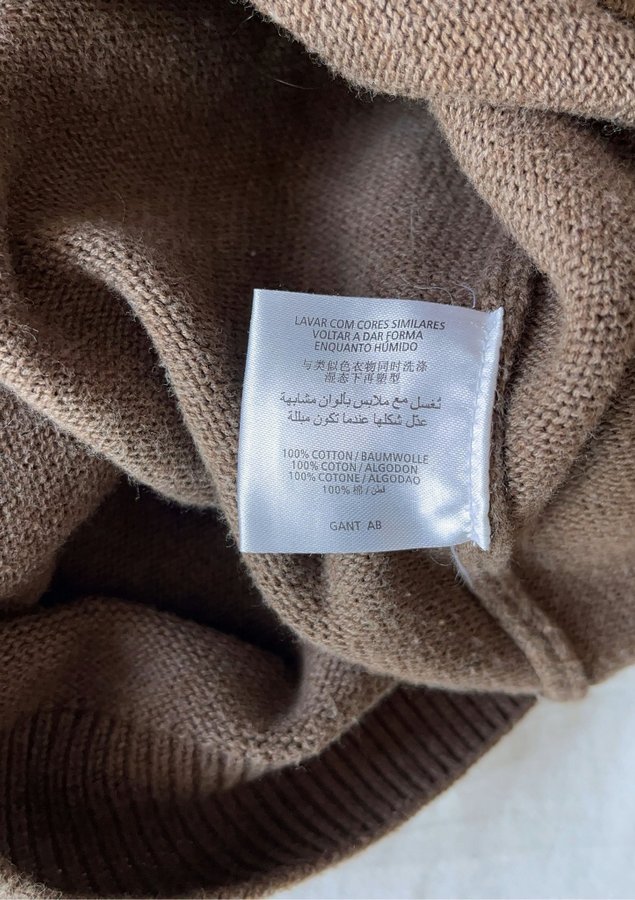 LAVAR COM CORES SIMILARES
VOLTAR A DAR FORMA
ENQUANTO HÚMIDO
与类似色衣物同时洗涤
湿态下再塑型
تُغسل مع ملابس بألوان مشابهة
عدّل شكلها عندما تكون مبللة
100% COTTON / BAUMWOLLE
100% COTON / ALGODON
100% COTONE / ALGODAO
100% 棉 / قطن
GANT AB